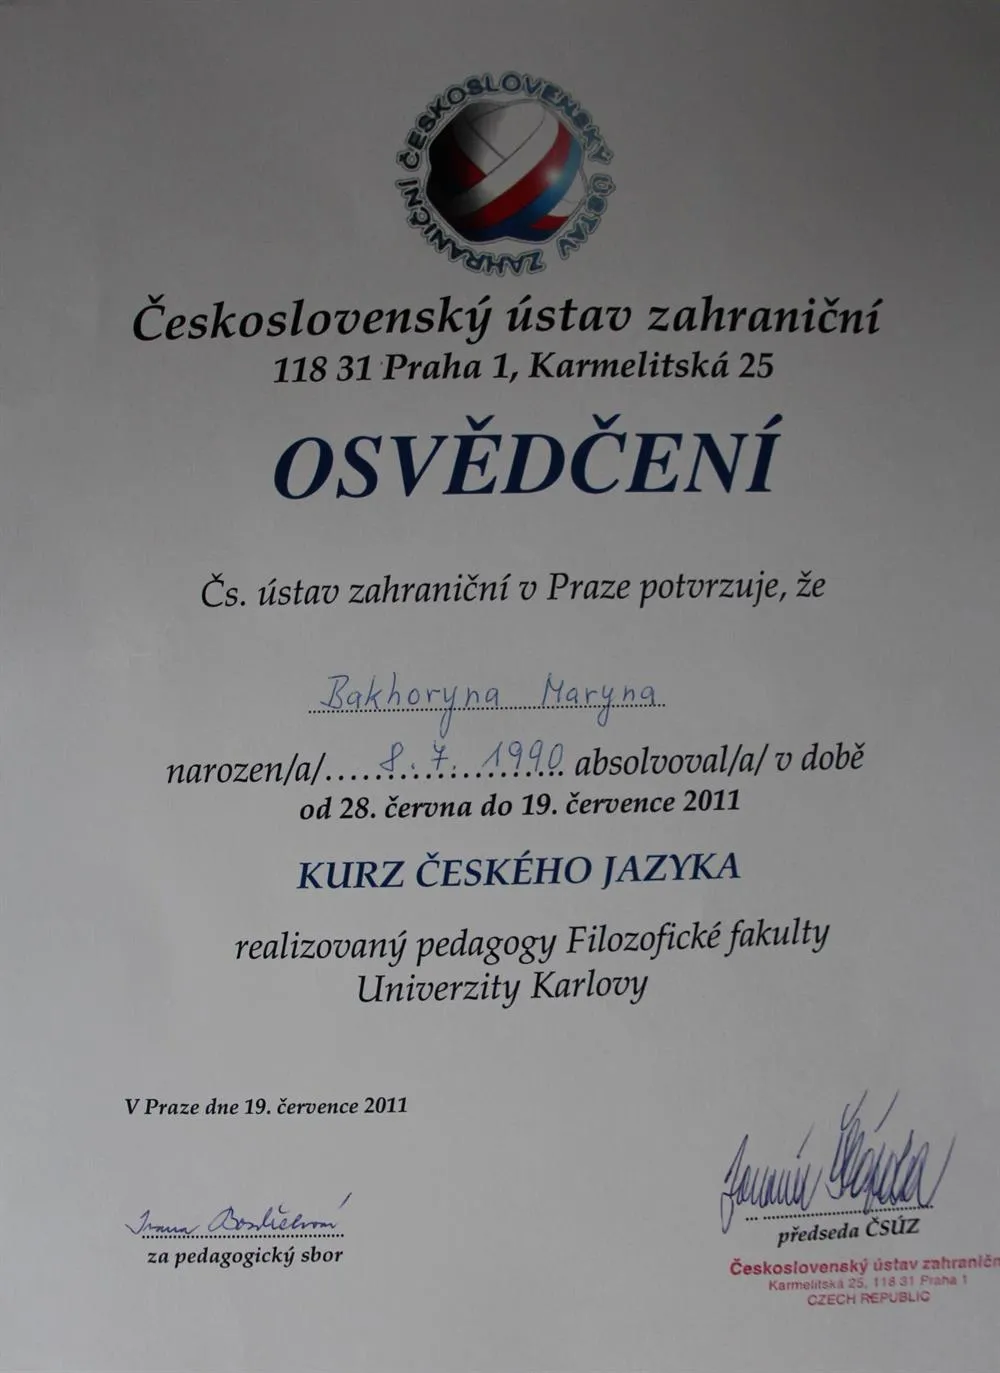 ČESKOSLOVENSKÝ ÚSTAV ZAHRANIČNÍ
Československý ústav zahraniční
118 31 Praha 1, Karmelitská 25
OSVĚDČENÍ
Čs. ústav zahraniční v Praze potvrzuje, že
Bakhoryna Maryna
narozen/a/....8. 7. 1990 absolvoval/a/ v době
od 28. června do 19. července 2011
KURZ ČESKÉHO JAZYKA
realizovaný pedagogy Filozofické fakulty
Univerzity Karlovy
V Praze dne 19. července 2011
Ivana
za pedagogický sbor
předseda ČSÚZ
Československý ústav zahraničn
Karmelitská 25, 118 31 Praha 1
CZECH REPUBLIC